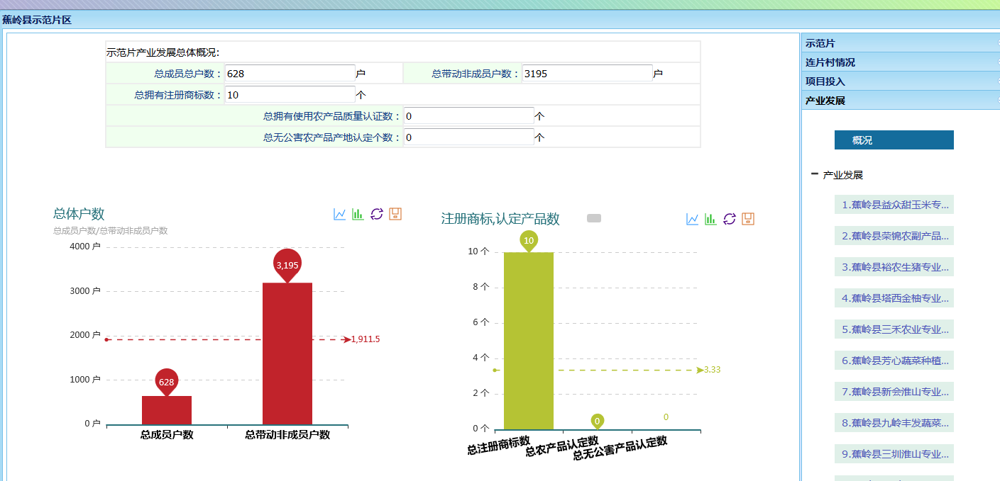 蕉岭县示范片区
示范片产业发展总体概况:
总成员总户数： 628 户 总带动非成员户数： 3195 户
总拥有注册商标数： 10 个
总拥有使用农产品质量认证数： 0 个
总无公害农产品产地认定个数： 0 个
总体户数
总成员户数/总带动非成员户数
4000 户
3000 户
2000 户
1000 户
0 户
3,195
1,911.5
628
总成员户数 总带动非成员户数
注册商标,认定产品数
10 个
8 个
6 个
4 个
2 个
0 个
10
3.33
0 0
总注册商标数 总农产品认定数 总无公害产品认定数
示范片
连片村情况
项目投入
产业发展
概况
产业发展
1.蕉岭县益众甜玉米专...
2.蕉岭县荣锦农副产品...
3.蕉岭县裕农生猪专业...
4.蕉岭县塔西金柚专业...
5.蕉岭县三禾农业专业...
6.蕉岭县芳心蔬菜种植...
7.蕉岭县新会淮山专业...
8.蕉岭县九岭丰发蔬菜...
9.蕉岭县三圳淮山专业...